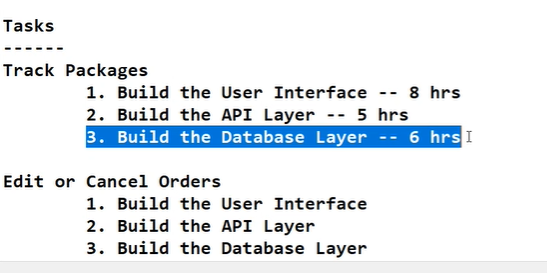 Tasks
------
Track Packages
1. Build the User Interface -- 8 hrs
2. Build the API Layer -- 5 hrs
3. Build the Database Layer -- 6 hrs
Edit or Cancel Orders
1. Build the User Interface
2. Build the API Layer
3. Build the Database Layer